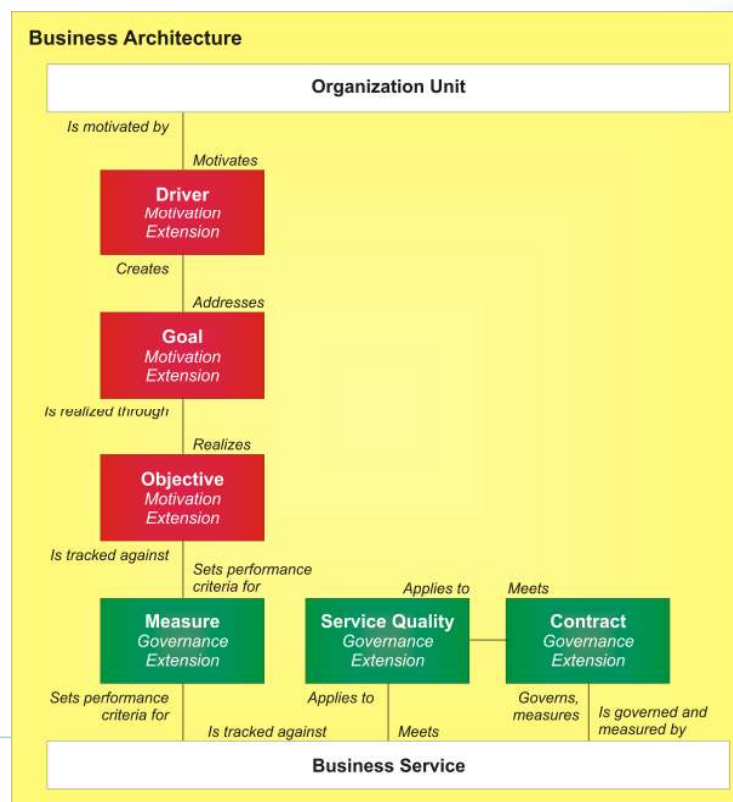 Business Architecture
Organization Unit
Is motivated by
Motivates
Driver
Motivation
Extension
Creates
Addresses
Goal
Motivation
Extension
Is realized through
Realizes
Objective
Motivation
Extension
Is tracked against
Sets performance
criteria for
Applies to
Meets
Measure
Governance
Extension
Service Quality
Governance
Extension
Contract
Governance
Extension
Sets performance
criteria for
Is tracked against
Applies to
Meets
Governs,
measures
Is governed and
measured by
Business Service